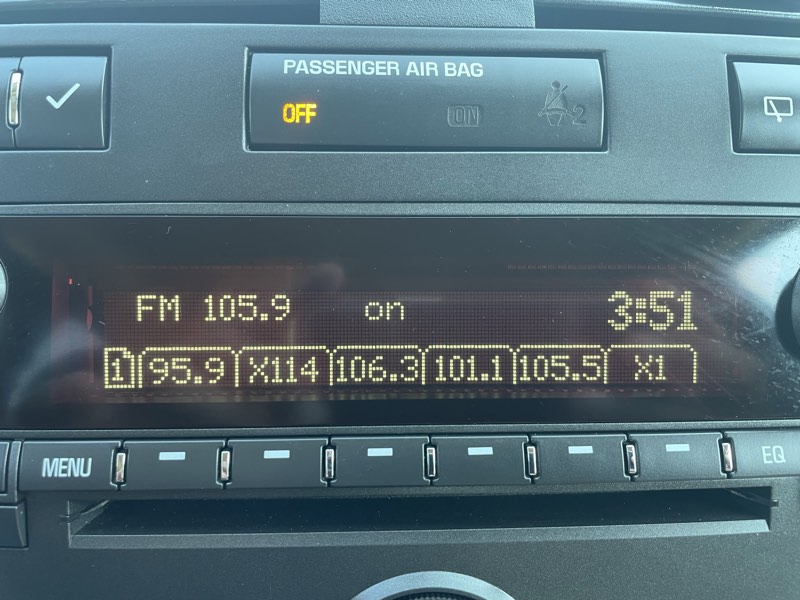 PASSENGER AIR BAG
OFF ON 2
FM 105.9 on 3:51
1 95.9 X114 106.3 101.1 105.5 X1
MENU EQ